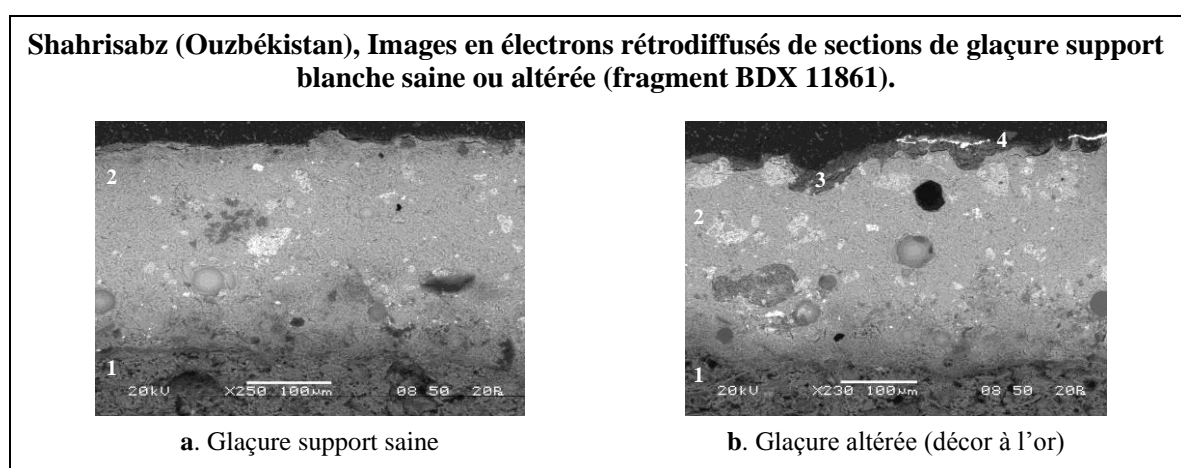 Shahrisabz (Ouzbékistan), Images en électrons rétrodiffusés de sections de glaçure support
blanche saine ou altérée (fragment BDX 11861).
2
1
20kV X250 100µm 08 50 20R
4
3
2
1
20kV X230 100µm 08 50 20R
a. Glaçure support saine
b. Glaçure altérée (décor à l’or)